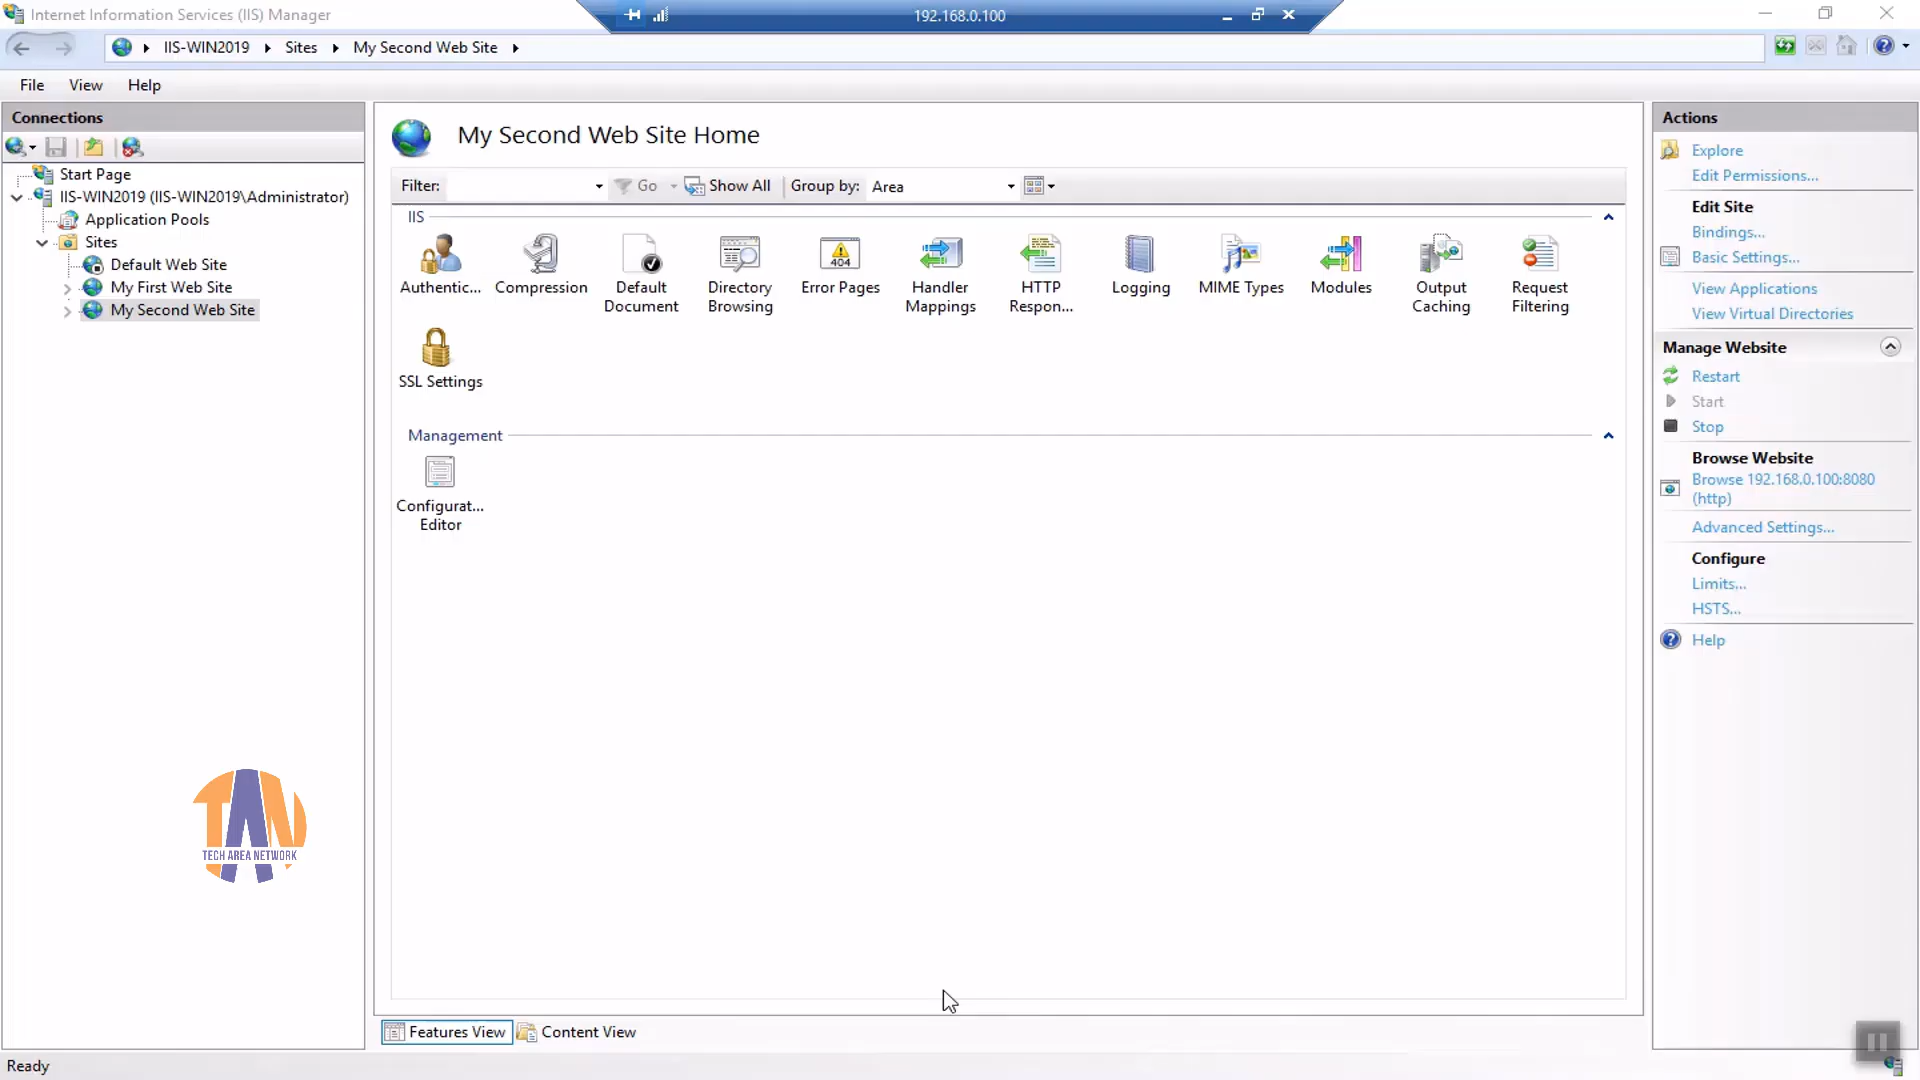 Internet Information Services (IIS) Manager
192.168.0.100
IIS-WIN2019 Sites My Second Web Site
File View Help
Connections
Start Page
IIS-WIN2019 (IIS-WIN2019\Administrator)
Application Pools
Sites
Default Web Site
My First Web Site
My Second Web Site
TAN
TECH AREA NETWORK
My Second Web Site Home
Filter: Go Show All Group by: Area
IIS
Authentic... Compression Default Document Directory Browsing Error Pages Handler Mappings HTTP Respon... Logging MIME Types Modules Output Caching Request Filtering
404
SSL Settings
Management
Configurat...
Editor
Features View Content View
Actions
Explore
Edit Permissions...
Edit Site
Bindings...
Basic Settings...
View Applications
View Virtual Directories
Manage Website
Restart
Start
Stop
Browse Website
Browse 192.168.0.100:8080
(http)
Advanced Settings...
Configure
Limits...
HSTS...
Help
Ready